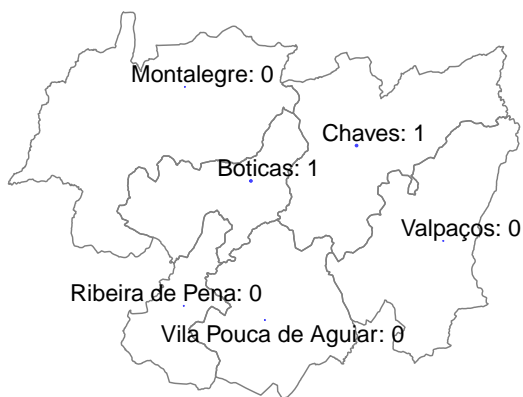 Montalegre: 0
Chaves: 1
Boticas: 1
Valpaços: 0
Ribeira de Pena: 0
Vila Pouca de Aguiar: 0